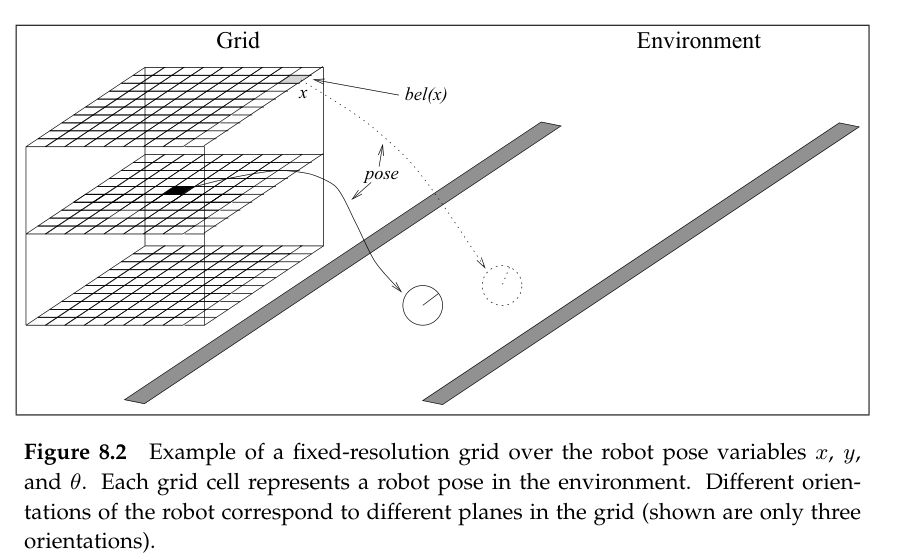 Grid
Environment
bel(x)
x
pose
Figure 8.2 Example of a fixed-resolution grid over the robot pose variables x, y,
and θ. Each grid cell represents a robot pose in the environment. Different orien-
tations of the robot correspond to different planes in the grid (shown are only three
orientations).